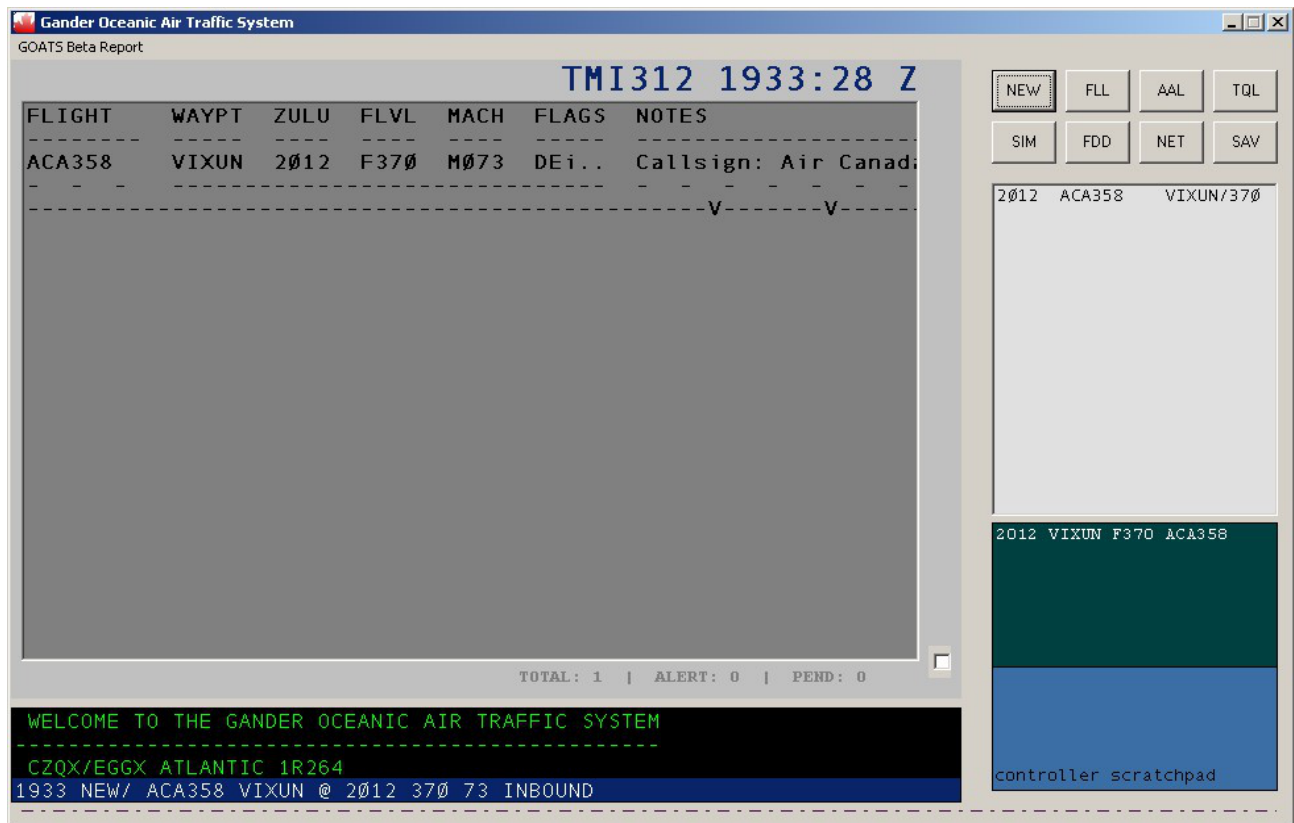 Gander Oceanic Air Traffic System
GOATS Beta Report
TMI312 1933:28 Z
FLIGHT WAYPT ZULU FLVL MACH FLAGS NOTES
-------- ----- ---- ---- ---- ----- ----------------
ACA358 VIXUN 2Ø12 F37Ø MØ73 DEi.. Callsign: Air Canad
- - - ------------------------------ - - - - - - -
-----------------------------------------------V-------V-----
TOTAL: 1 | ALERT: 0 | PEND: 0
NEW FLL AAL TQL
SIM FDD NET SAV
2Ø12 ACA358 VIXUN/37Ø
2012 VIXUN F370 ACA358
controller scratchpad
WELCOME TO THE GANDER OCEANIC AIR TRAFFIC SYSTEM
-------------------------------------------------
CZQX/EGGX ATLANTIC 1R264
1933 NEW/ ACA358 VIXUN @ 2Ø12 37Ø 73 INBOUND